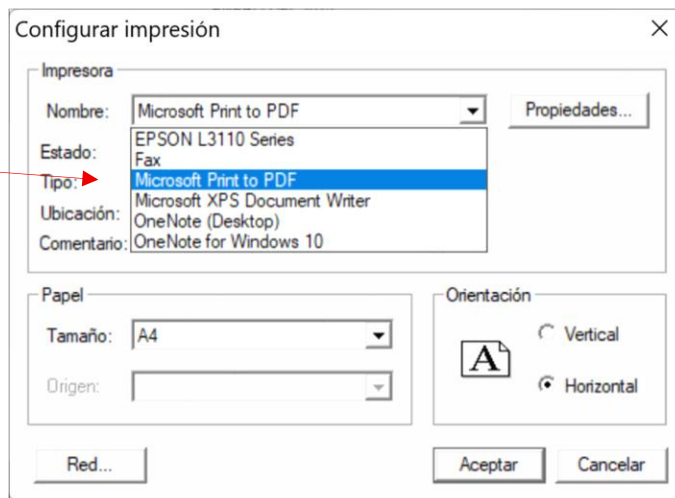 Configurar impresión
Impresora
Nombre: Microsoft Print to PDF Propiedades...
Estado: EPSON L3110 Series
Fax
Tipo: Microsoft Print to PDF
Microsoft XPS Document Writer
Ubicación: OneNote (Desktop)
Comentario: OneNote for Windows 10
Papel
Tamaño: A4
Origen:
Orientación
A
Vertical
Horizontal
Red... Aceptar Cancelar